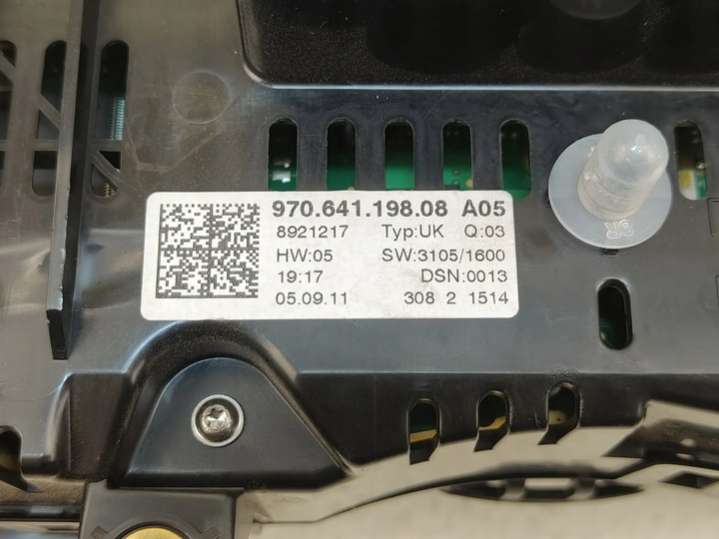 970.641.198.08 A05
8921217 Typ:UK Q:03
HW:05 SW:3105/1600
19:17 DSN:0013
05.09.11 308 2 1514